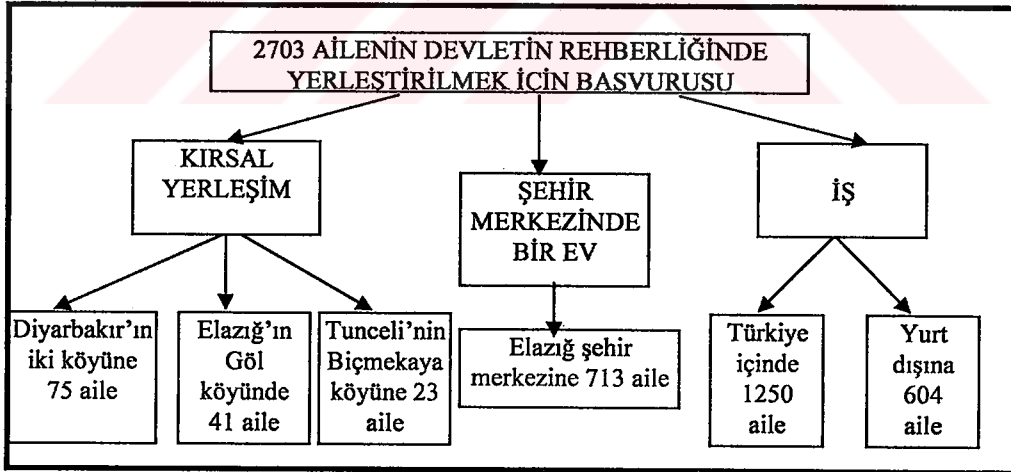 2703 AİLENİN DEVLETİN REHBERLİĞİNDE
YERLEŞTİRİLMEK İÇİN BASVURUSU
KIRSAL
YERLEŞİM
ŞEHİR
MERKEZİNDE
BİR EV
İŞ
Diyarbakır’ın
iki köyüne
75 aile
Elazığ’ın
Göl
köyünde
41 aile
Tunceli’nin
Biçmekaya
köyüne 23
aile
Elazığ şehir
merkezine 713 aile
Türkiye
içinde
1250
aile
Yurt
dışına
604
aile